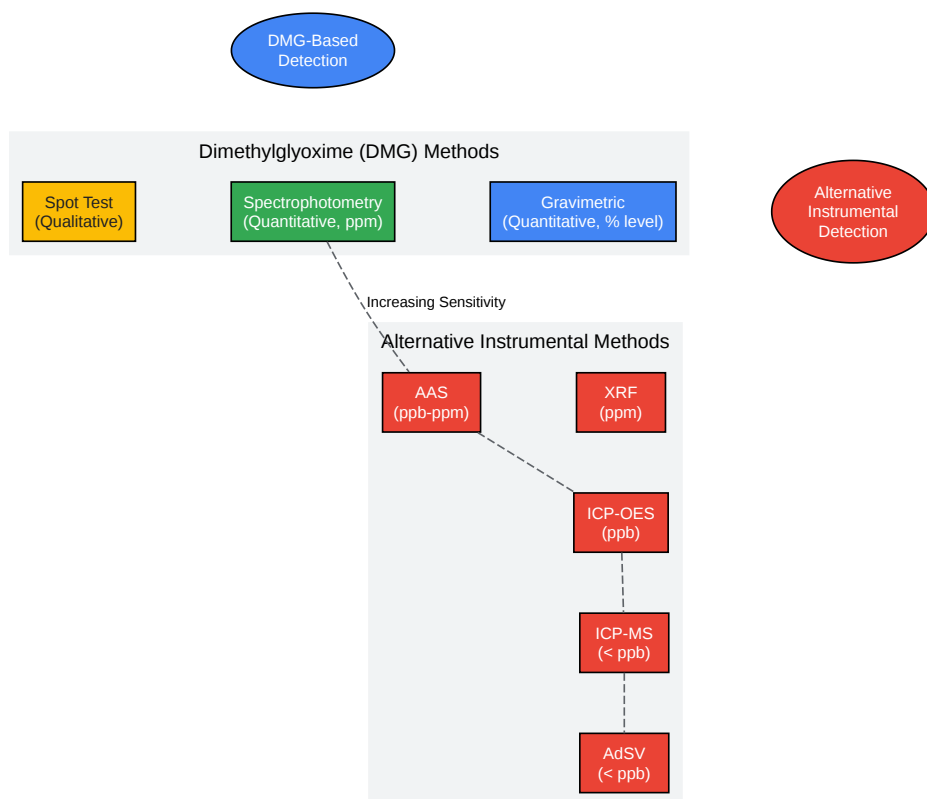 DMG-Based
Detection
Dimethylglyoxime (DMG) Methods
Spot Test
(Qualitative)
Spectrophotometry
(Quantitative, ppm)
Gravimetric
(Quantitative, % level)
Alternative
Instrumental
Detection
Increasing Sensitivity
Alternative Instrumental Methods
AAS
(ppb-ppm)
XRF
(ppm)
ICP-OES
(ppb)
ICP-MS
(< ppb)
AdSV
(< ppb)